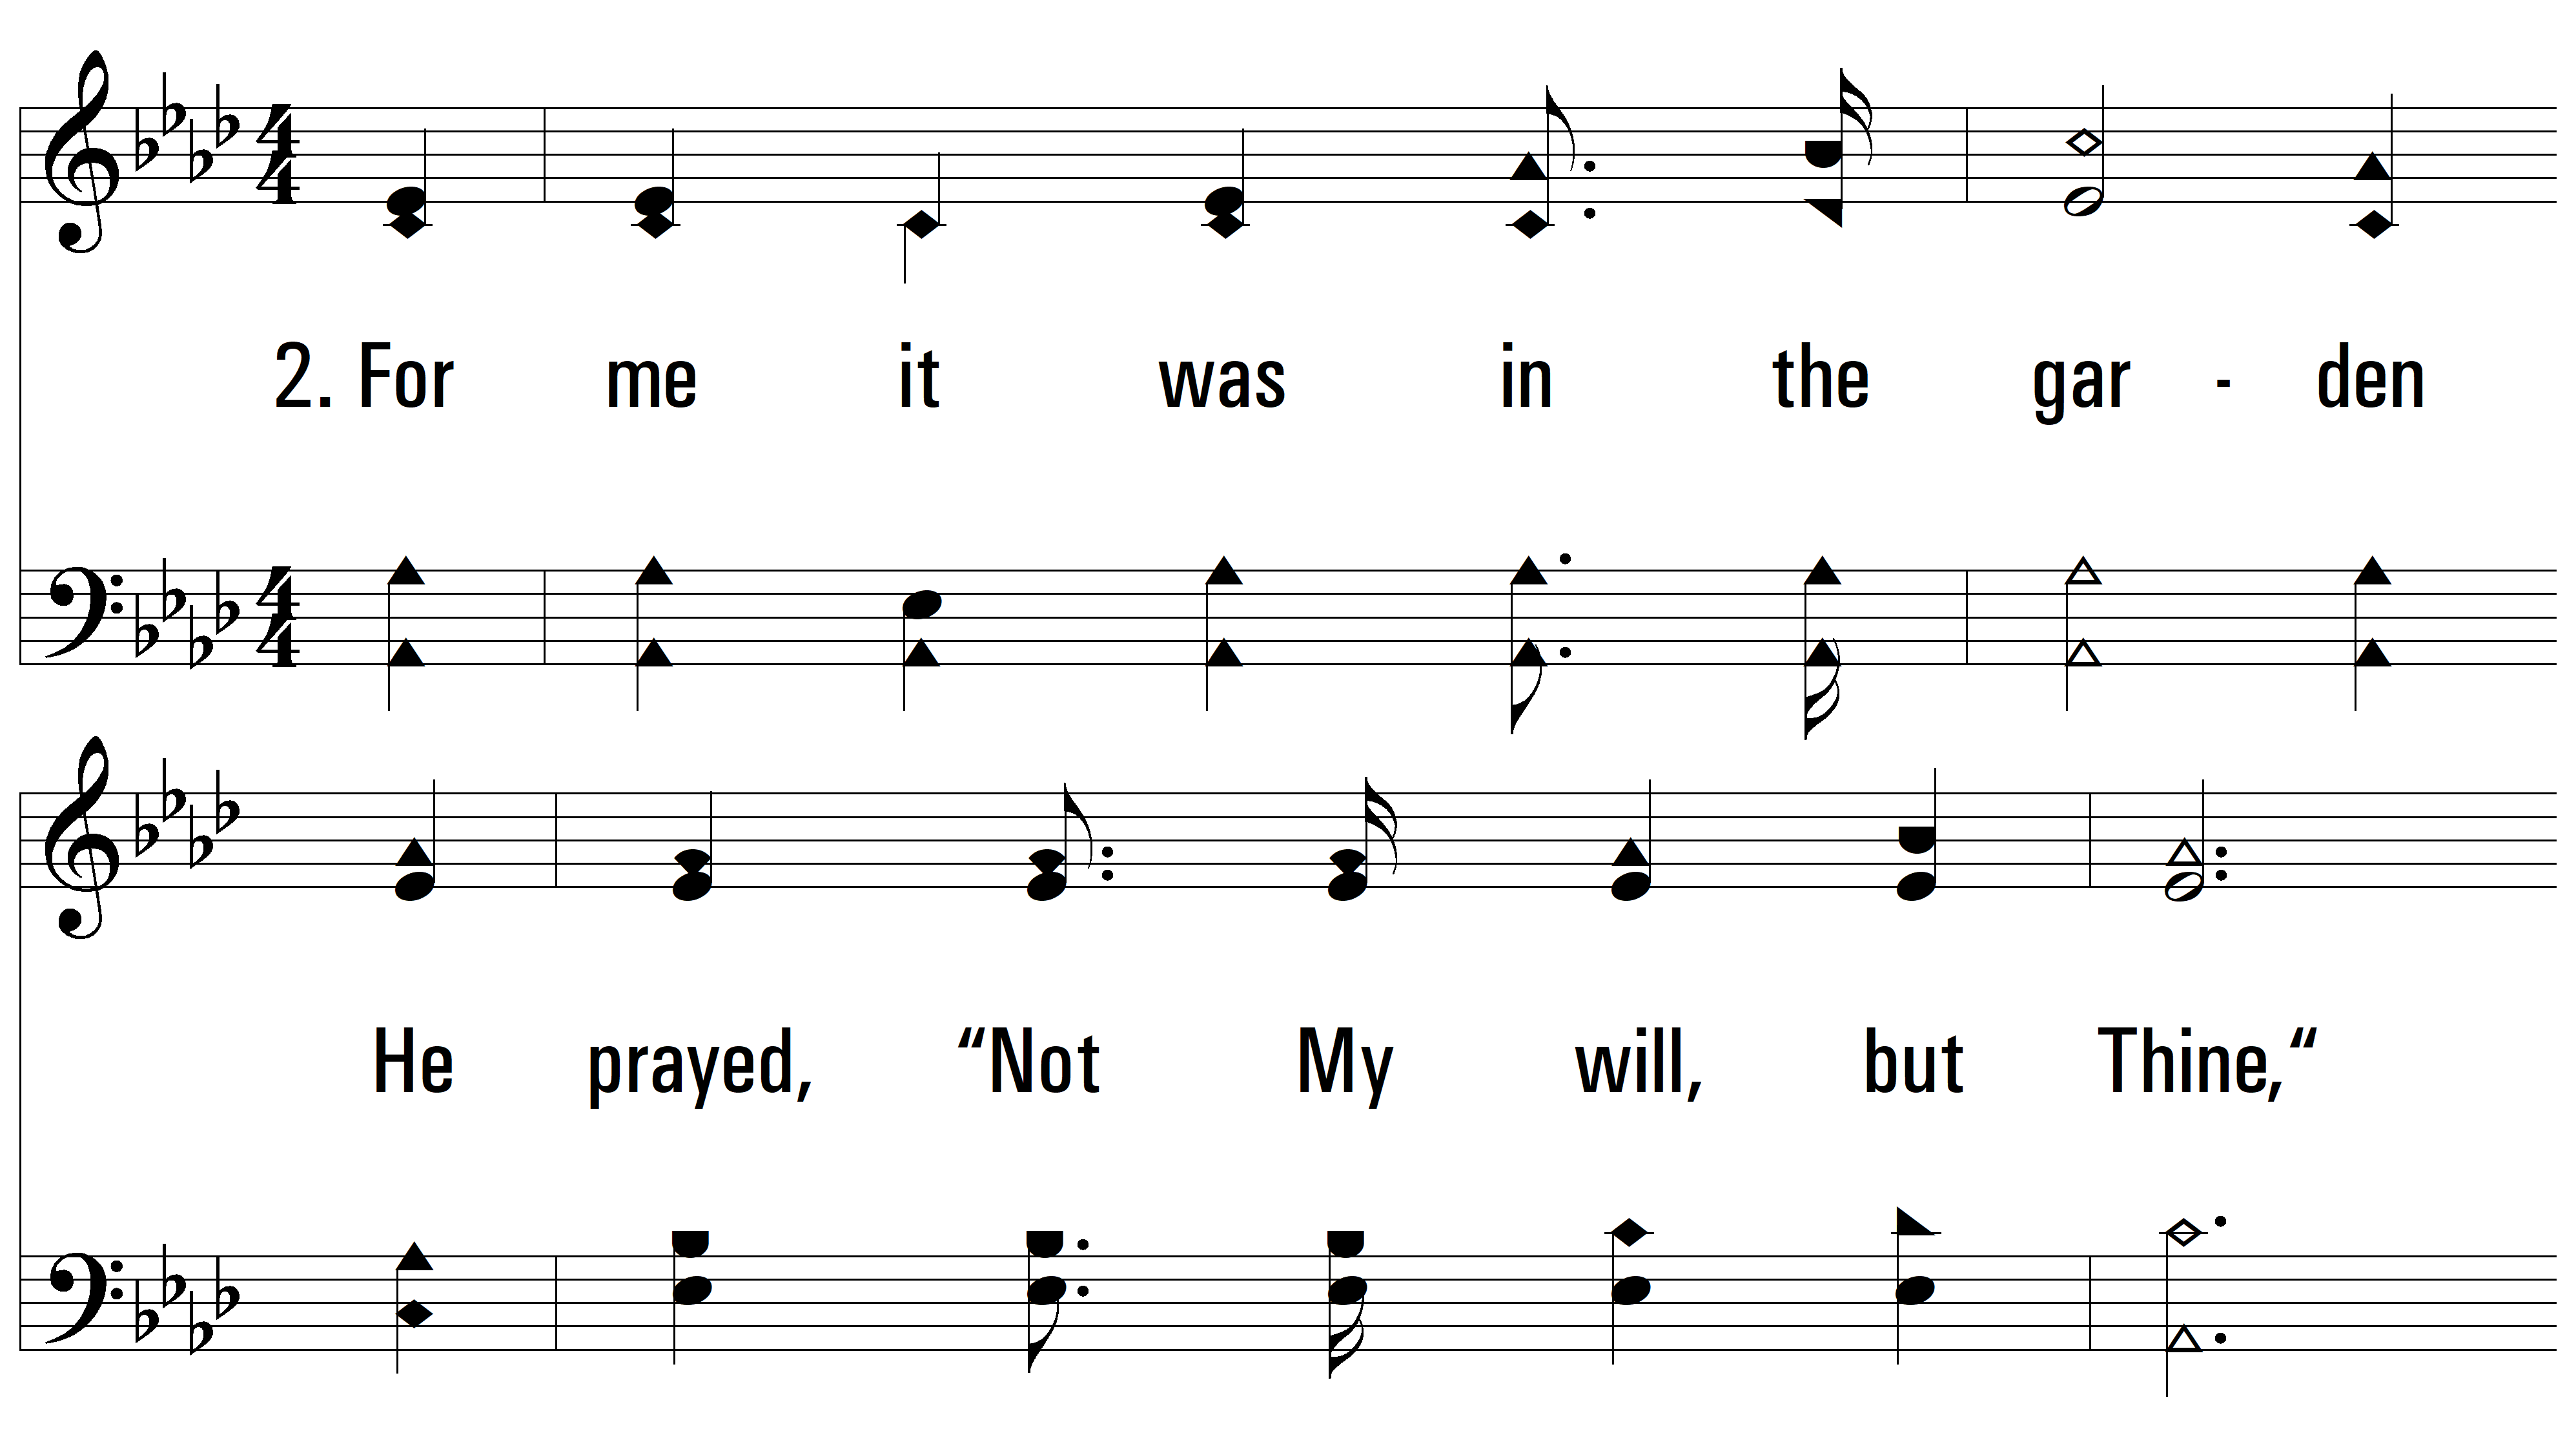 2. For me it was in the gar - den
He prayed, “Not My will, but Thine,“